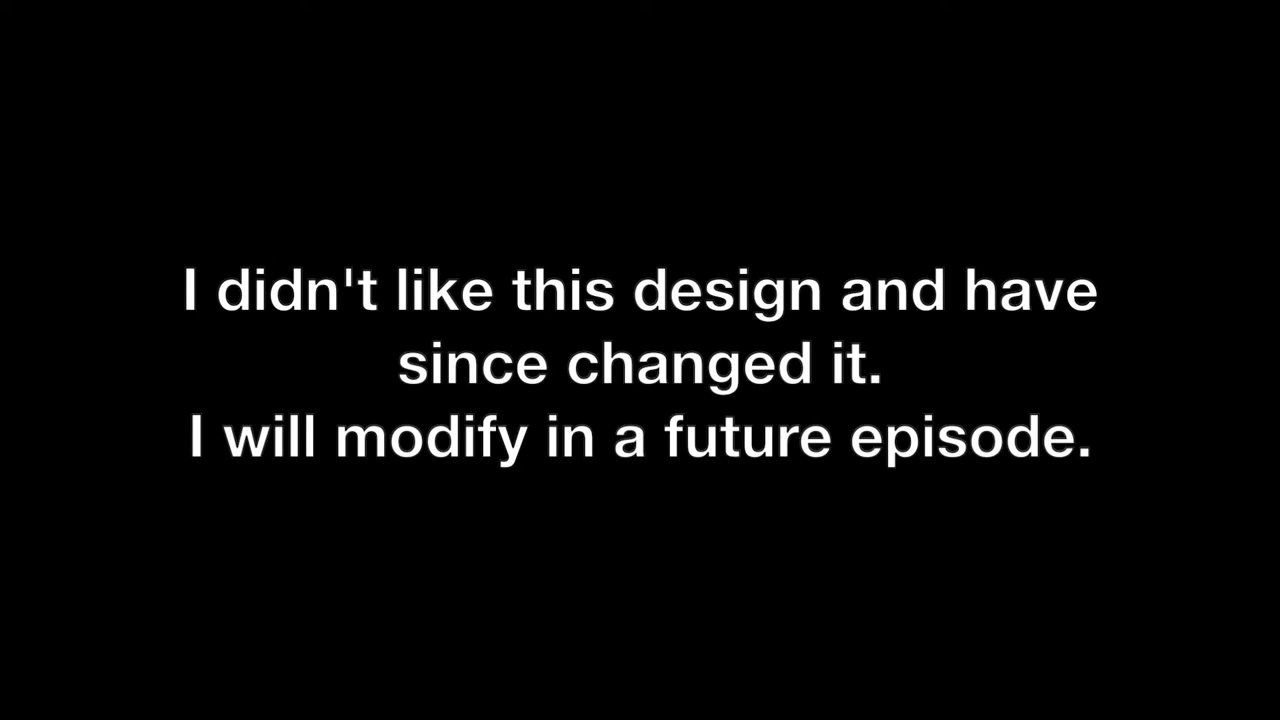 I didn't like this design and have
since changed it.
I will modify in a future episode.